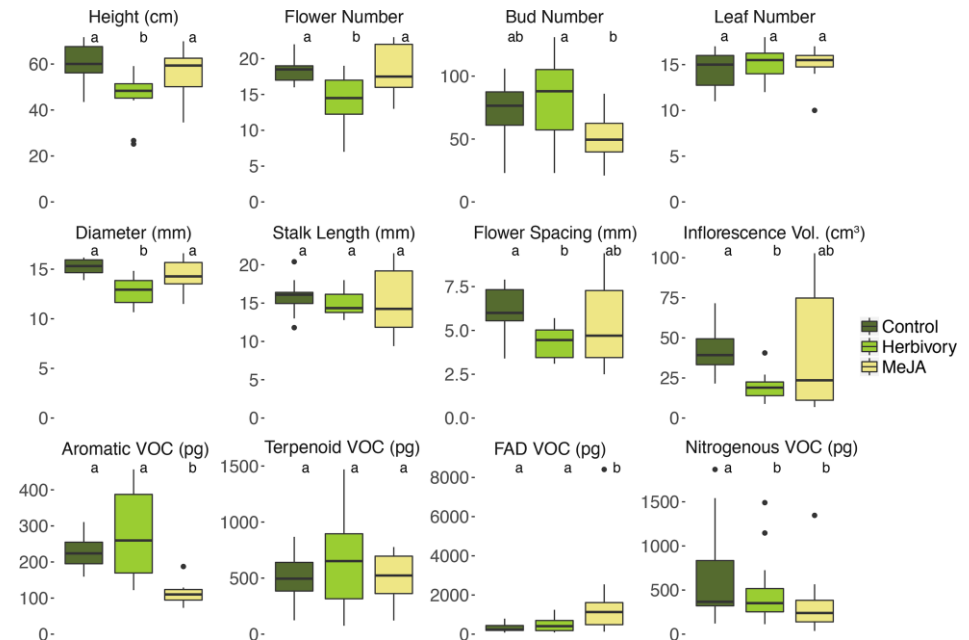 Height (cm) Flower Number Bud Number Leaf Number
a b a a b a ab a b a a a
60- 20- 100- 15-
40- 15- 50- 10-
20- 10- 0- 5-
0- 5- 0-
0-
Diameter (mm) Stalk Length (mm) Flower Spacing (mm) Inflorescence Vol. (cm³)
a b a a a a a b ab a b ab
15- 20- 7.5- 100-
10- 15- 5.0- 75-
5- 10- 2.5- 50-
0- 5- 0.0- 25-
0- 0-
Control
Herbivory
MeJA
Aromatic VOC (pg) Terpenoid VOC (pg) FAD VOC (pg) Nitrogenous VOC (pg)
a a b a a a a a b a b b
400- 1500- 8000- 1500-
300- 1000- 6000- 1000-
200- 500- 4000- 500-
100- 0- 2000- 0-
0- 0-